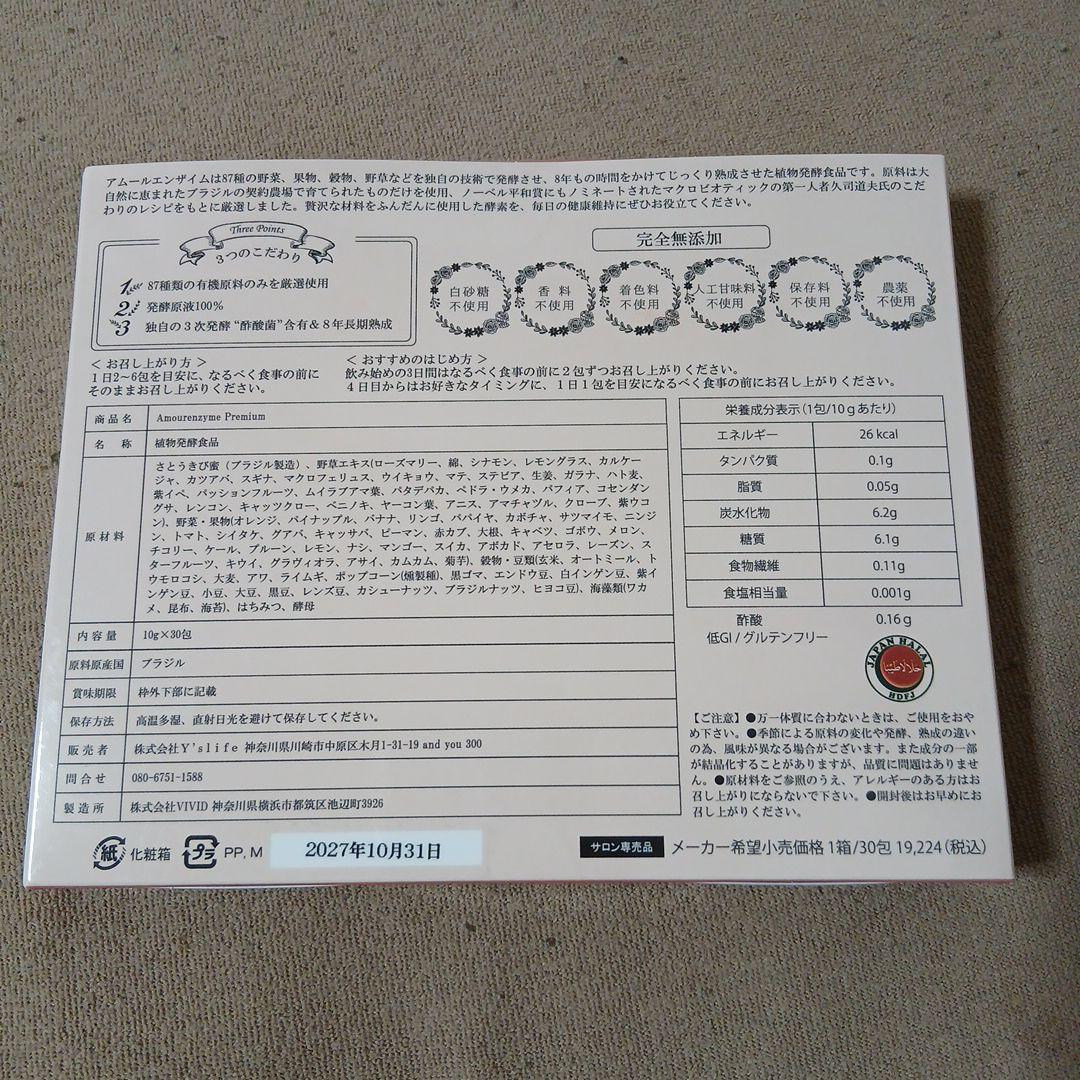 アムールエンザイムは87種の野菜、果物、穀物、野草などを独自の技術で発酵させ、8年もの時間をかけてじっくり熟成させた植物発酵食品です。原料は大
自然に恵まれたブラジルの契約農場で育てられたものだけを使用、ノーベル平和賞にもノミネートされたマクロビオティックの第一人者久司道夫氏のこだ
わりのレシピをもとに厳選しました。贅沢な材料をふんだんに使用した酵素を、毎日の健康維持にぜひお役立てください。
Three Points
3つのこだわり
1 87種類の有機原料のみを厳選使用
2 発酵原液100%
3 独自の3次発酵“酢酸菌”含有&8年長期熟成
完全無添加
白砂糖
不使用
香料
不使用
着色料
不使用
人工甘味料
不使用
保存料
不使用
農薬
不使用
<お召し上がり方>
1日2~6包を目安に、なるべく食事の前に
そのままお召し上がりください。
<おすすめのはじめ方>
飲み始めの3日間はなるべく食事の前に2包ずつお召し上がりください。
4日目からはお好きなタイミングに、1日1包を目安になるべく食事の前にお召し上がりください。
商品名 Amourenzyme Premium
名称 植物発酵食品
原材料
さとうきび蜜(ブラジル製造)、野草エキス(ローズマリー、綿、シナモン、レモングラス、カルケー
ジャ、カツアバ、スギナ、マクロフェリュス、ウイキョウ、マテ、ステビア、生姜、ガラナ、ハト麦、
紫イペ、パッションフルーツ、ムイラプアマ葉、パタデバカ、ペドラ・ウメカ、パフィア、コセンダン
グサ、レンコン、キャッツクロー、ベニノキ、ヤーコン葉、アニス、アマチャヅル、クローブ、紫ウコ
ン)、野菜・果物(オレンジ、パイナップル、バナナ、リンゴ、パパイヤ、カボチャ、サツマイモ、ニンジ
ン、トマト、シイタケ、グアバ、キャッサバ、ピーマン、赤カブ、大根、キャベツ、ゴボウ、メロン、
チコリー、ケール、プルーン、レモン、ナシ、マンゴー、スイカ、アボカド、アセロラ、レーズン、ス
ターフルーツ、キウイ、グラヴィオラ、アサイ、カムカム、菊芋)、穀物・豆類(玄米、オートミール、ト
ウモロコシ、大麦、アワ、ライムギ、ポップコーン(燻製種)、黒ゴマ、エンドウ豆、白インゲン豆、紫イ
ンゲン豆、小豆、大豆、黒豆、レンズ豆、カシューナッツ、ブラジルナッツ、ヒヨコ豆)、海藻類(ワカ
メ、昆布、海苔)、はちみつ、酵母
内容量 10g×30包
原料原産国 ブラジル
賞味期限 枠外下部に記載
保存方法 高温多湿、直射日光を避けて保存してください。
販売者 株式会社Y'slife 神奈川県川崎市中原区木月1-31-19 and you 300
問合せ 080-6751-1588
製造所 株式会社VIVID 神奈川県横浜市都筑区池辺町3926
栄養成分表示(1包/10gあたり)
エネルギー 26 kcal
タンパク質 0.1g
脂質 0.05g
炭水化物 6.2g
糖質 6.1g
食物繊維 0.11g
食塩相当量 0.001g
酢酸 0.16g
低GI/グルテンフリー
JAPAN HALAL
حلالا طيبا
HDFJ
【ご注意】●万一体質に合わないときは、ご使用をおや
め下さい。●季節による原料の変化や発酵、熟成の違い
の為、風味が異なる場合がございます。また成分の一部
が結晶化することがありますが、品質に問題はありませ
ん。●原材料をご参照のうえ、アレルギーのある方はお
召し上がりにならないで下さい。●開封後はお早めにお
召し上がりください。
紙 化粧箱 プラ PP, M
2027年10月31日
サロン専売品 メーカー希望小売価格 1箱/30包 19,224(税込)